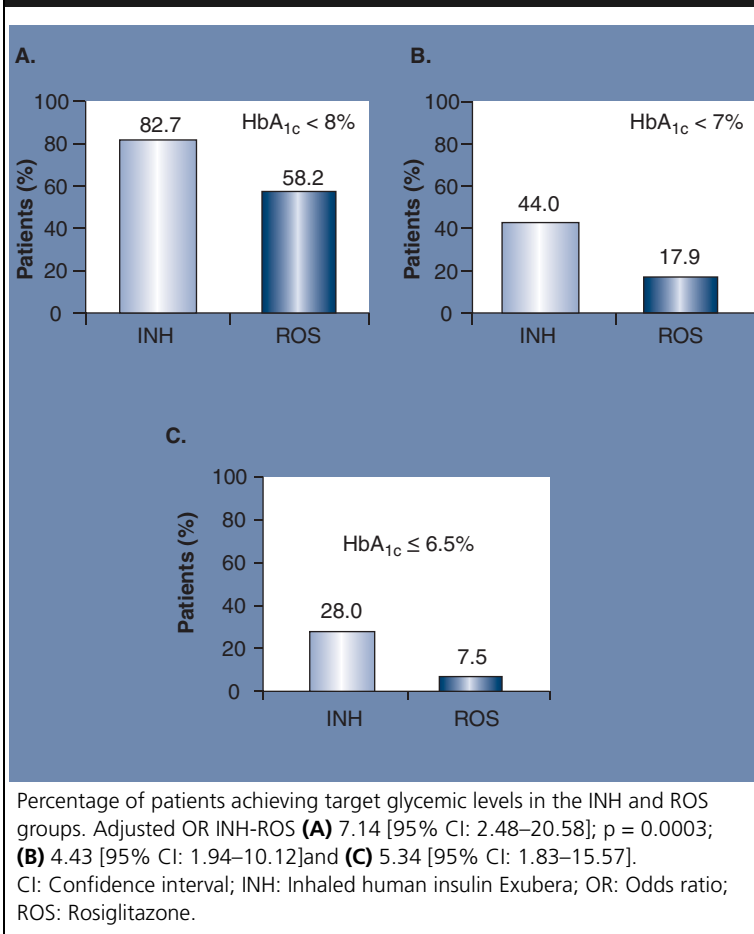 A.
Patients (%)
100
80
60
40
20
0
HbA1c < 8%
82.7
58.2
INH ROS
B.
Patients (%)
100
80
60
40
20
0
HbA1c < 7%
44.0
17.9
INH ROS
C.
Patients (%)
100
80
60
40
20
0
HbA1c ≤ 6.5%
28.0
7.5
INH ROS
Percentage of patients achieving target glycemic levels in the INH and ROS
groups. Adjusted OR INH-ROS (A) 7.14 [95% CI: 2.48–20.58]; p = 0.0003;
(B) 4.43 [95% CI: 1.94–10.12]and (C) 5.34 [95% CI: 1.83–15.57].
CI: Confidence interval; INH: Inhaled human insulin Exubera; OR: Odds ratio;
ROS: Rosiglitazone.